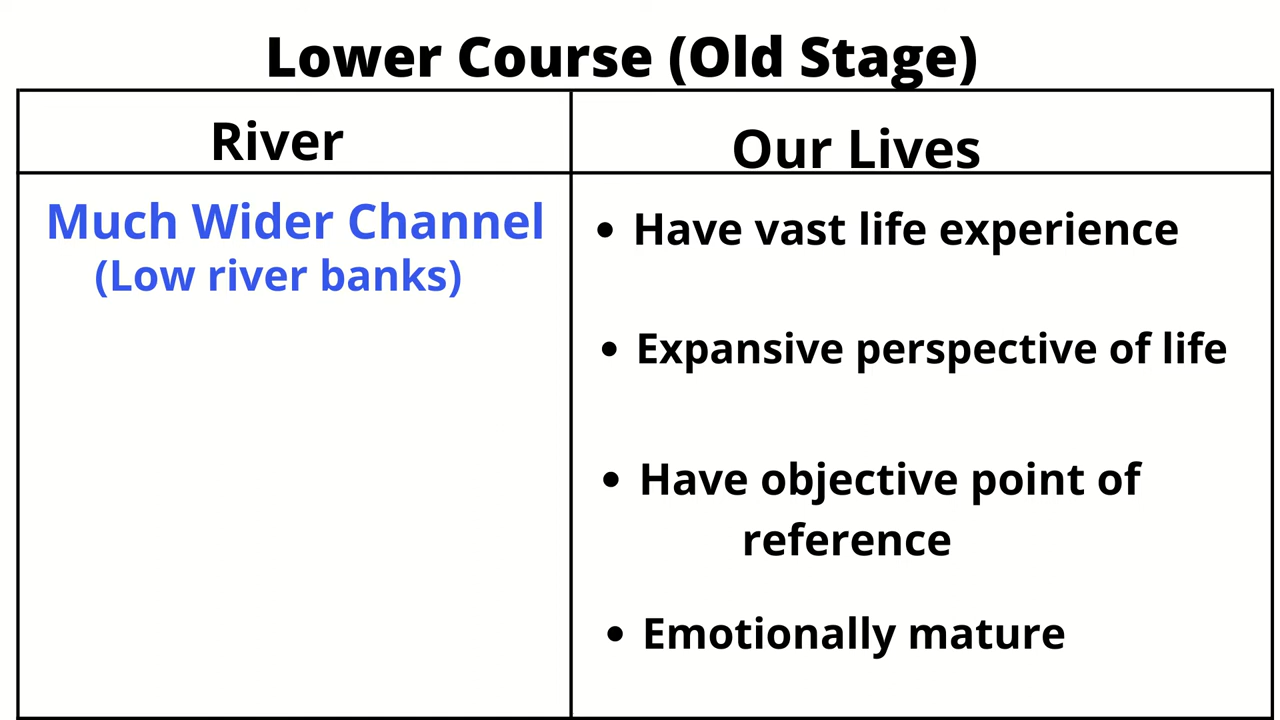 Lower Course (Old Stage)
River
Our Lives
Much Wider Channel
(Low river banks)
• Have vast life experience
• Expansive perspective of life
• Have objective point of
reference
• Emotionally mature